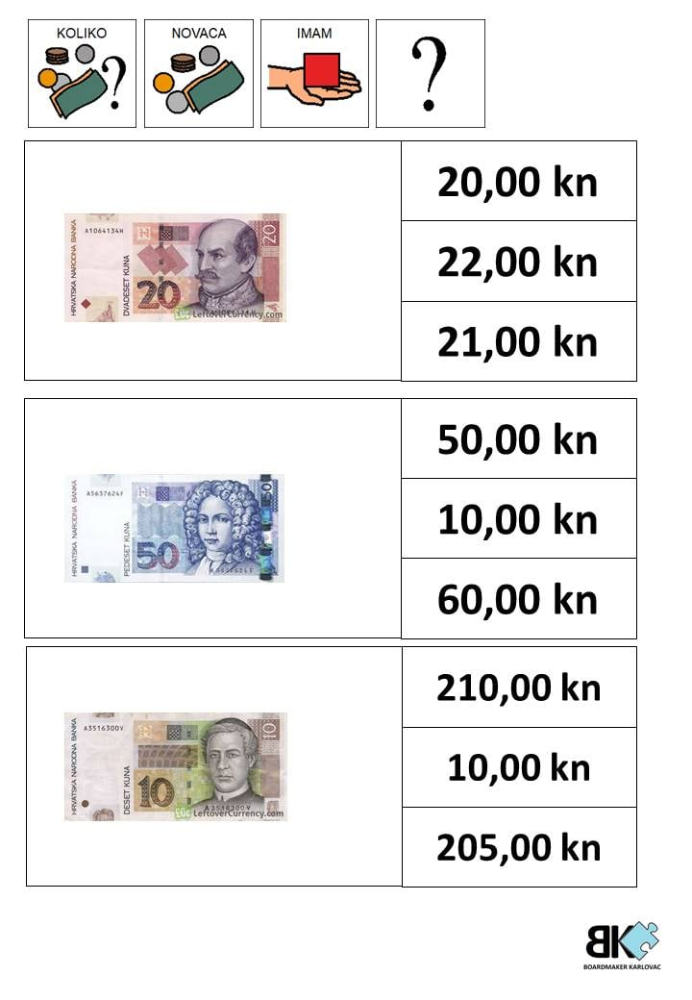 KOLIKO
NOVACA
IMAM
?
HRVATSKA NARODNA BANKA
A1064134H
DVADESET KUNA
20
20
LeftoverCurrency.com
20,00 kn
22,00 kn
21,00 kn
HRVATSKA NARODNA BANKA
A5637624F
PEDESET KUNA
50
50
A5637624F
50,00 kn
10,00 kn
60,00 kn
HRVATSKA NARODNA BANKA
A3516300V
DESET KUNA
10
10
A3516300V
LeftoverCurrency.com
210,00 kn
10,00 kn
205,00 kn
BK
BOARDMAKER KARLOVAC